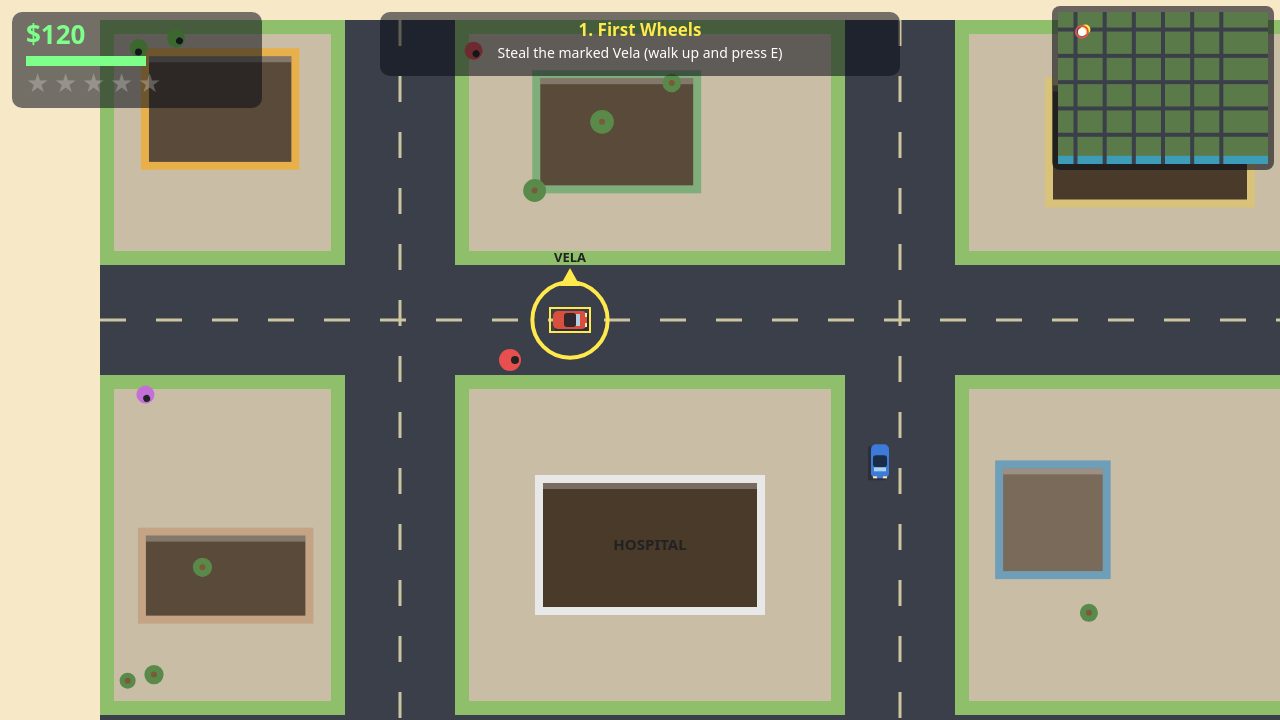 $120
1. First Wheels
Steal the marked Vela (walk up and press E)
VELA
HOSPITAL